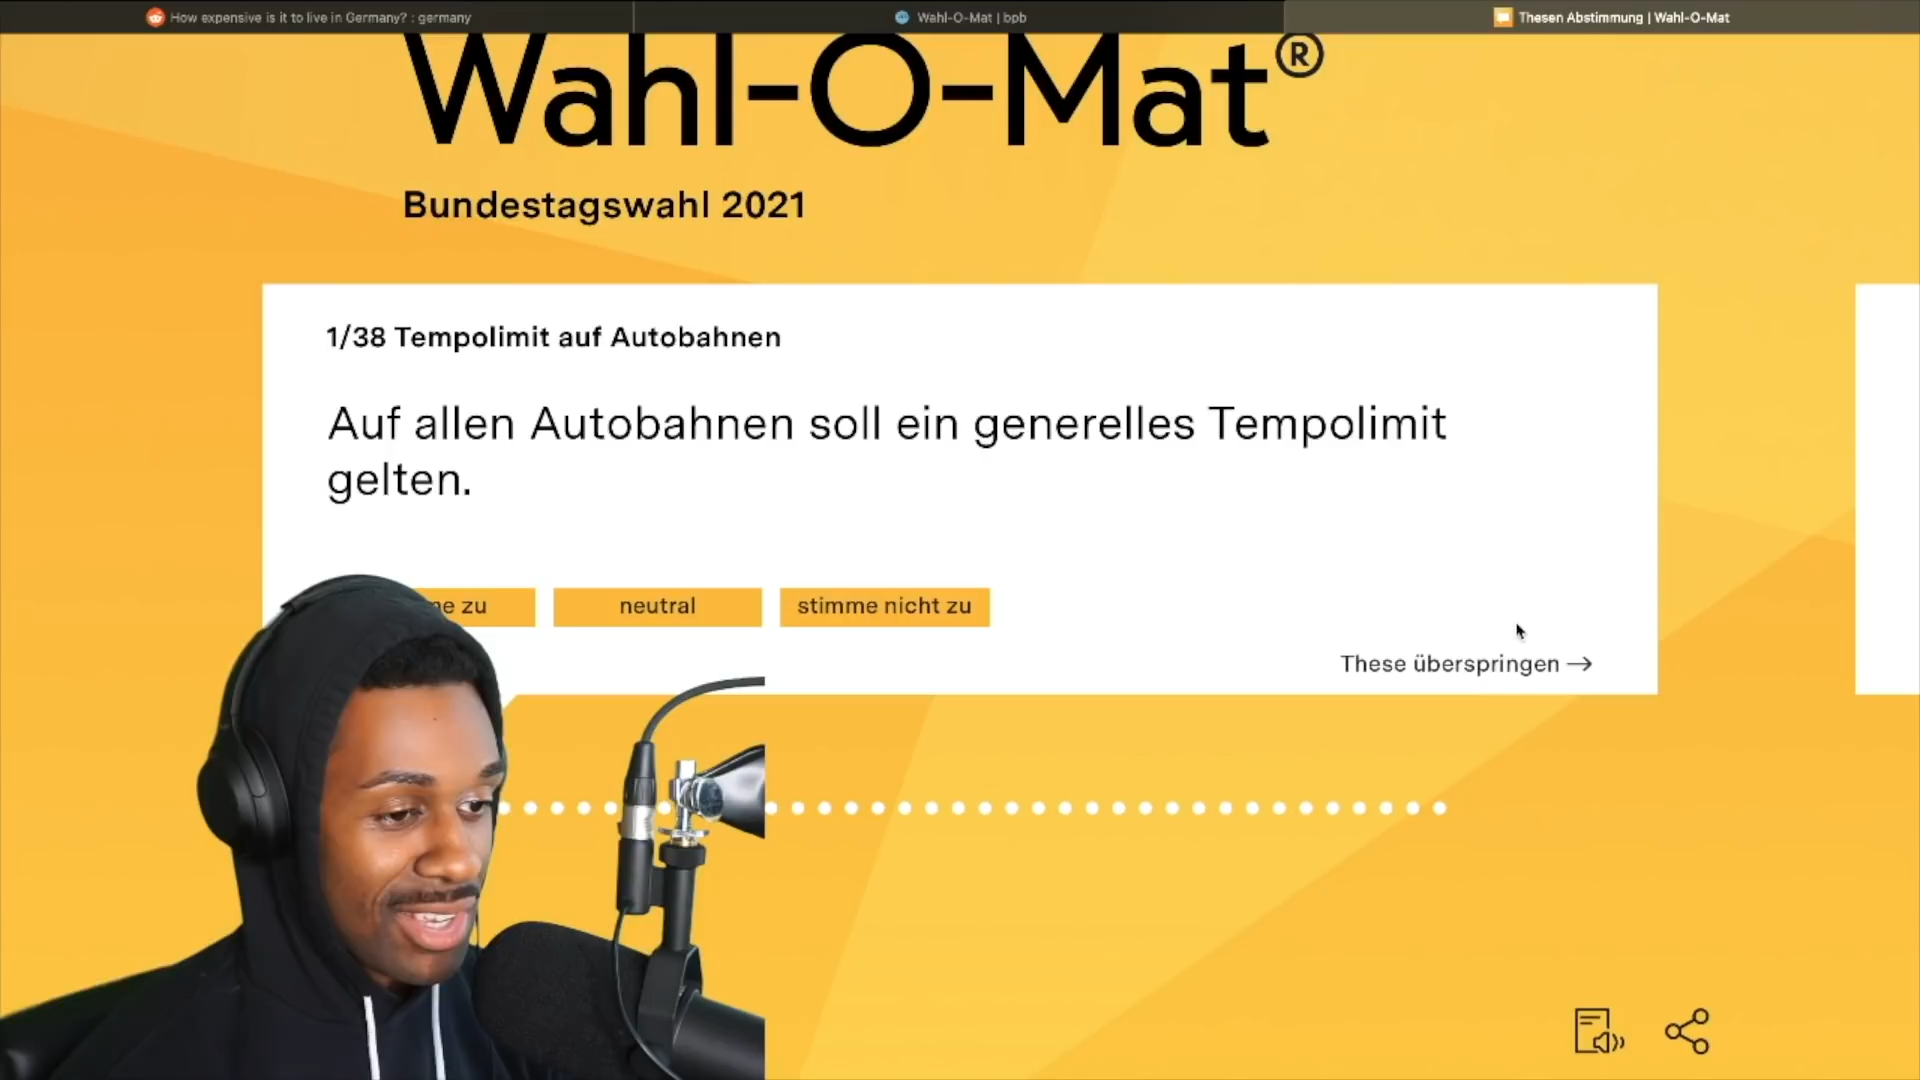 How expensive is it to live in Germany? : germany
Wahl-O-Mat | bpb
Thesen Abstimmung | Wahl-O-Mat
Wahl-O-Mat®
Bundestagswahl 2021
1/38 Tempolimit auf Autobahnen
Auf allen Autobahnen soll ein generelles Tempolimit
gelten.
zu
neutral
stimme nicht zu
These überspringen →